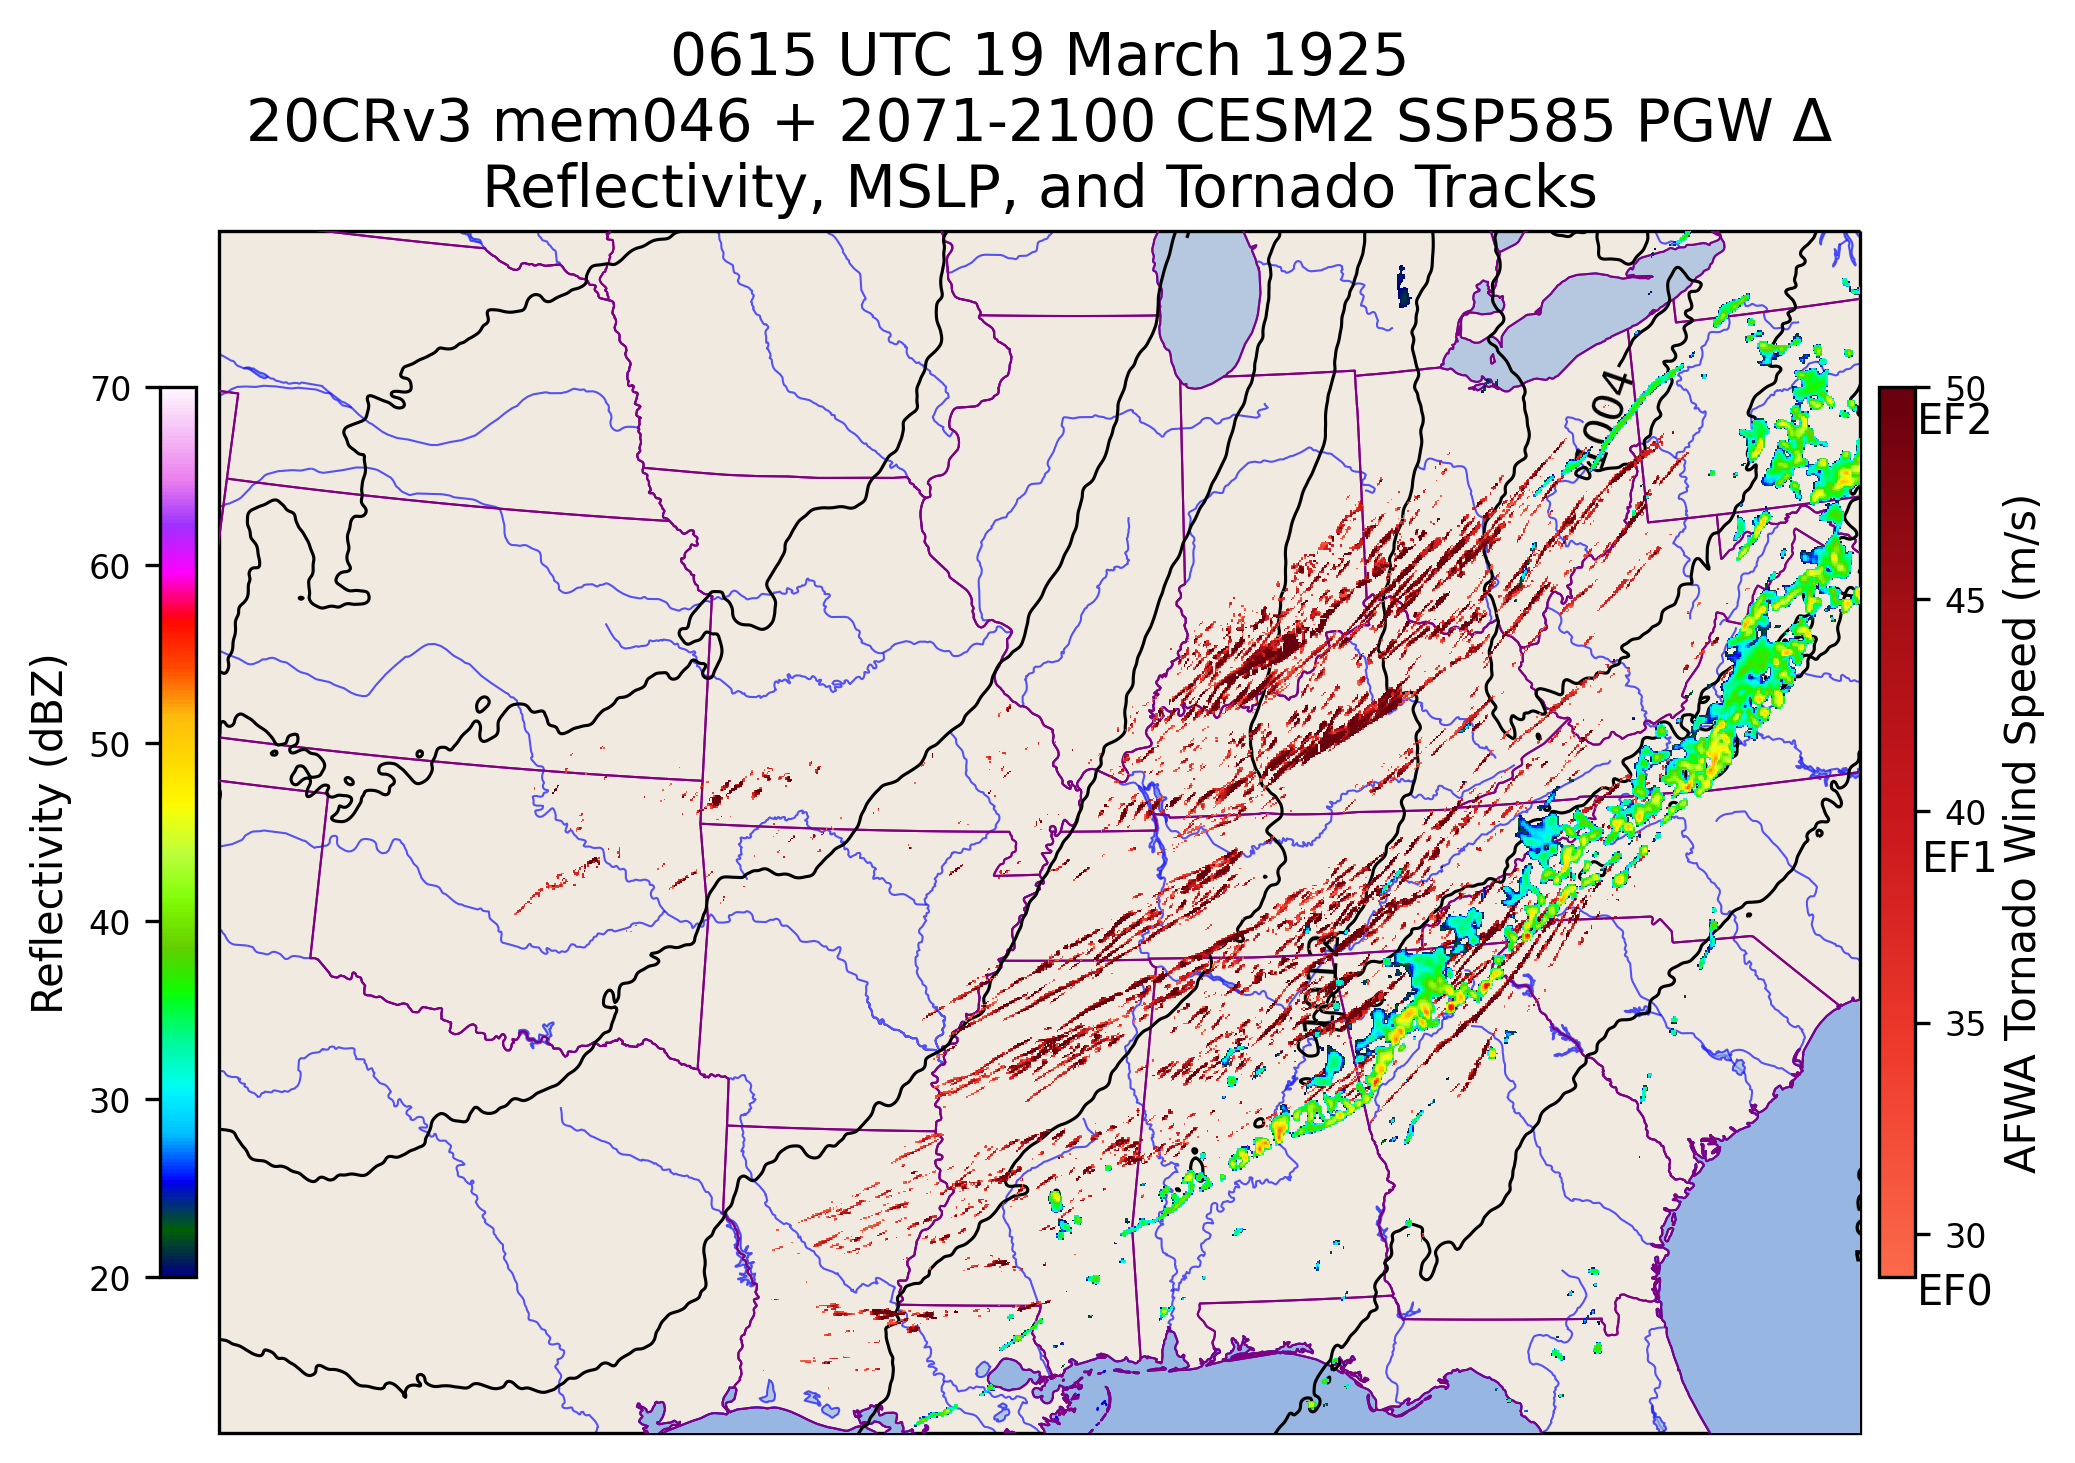 0615 UTC 19 March 1925
20CRv3 mem046 + 2071-2100 CESM2 SSP585 PGW Δ
Reflectivity, MSLP, and Tornado Tracks
Reflectivity (dBZ)
70
60
50
40
30
20
1004
1012
50
EF2
45
40
EF1
35
30
EF0
AFWA Tornado Wind Speed (m/s)